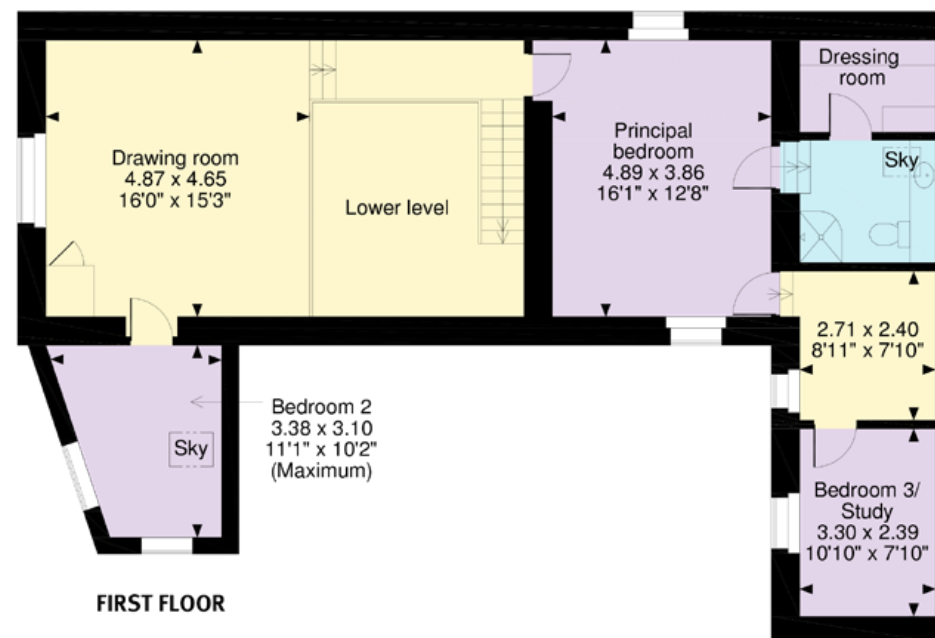 Drawing room
4.87 x 4.65
16'0" x 15'3"
Lower level
Principal
bedroom
4.89 x 3.86
16'1" x 12'8"
Dressing
room
Sky
2.71 x 2.40
8'11" x 7'10"
Bedroom 2
3.38 x 3.10
11'1" x 10'2"
(Maximum)
Sky
Bedroom 3/
Study
3.30 x 2.39
10'10" x 7'10"
FIRST FLOOR